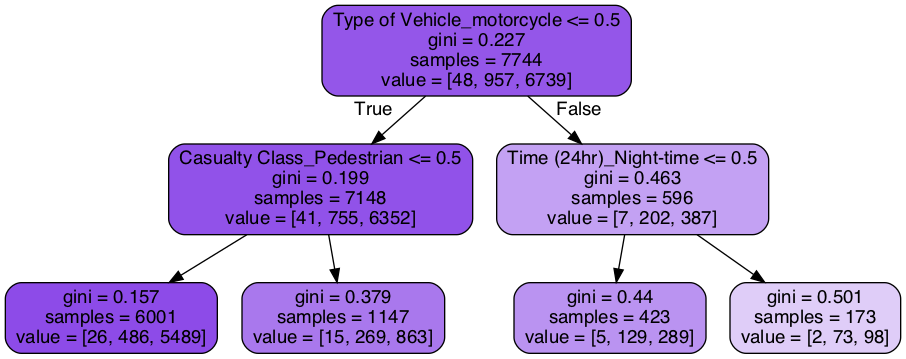 Type of Vehicle_motorcycle <= 0.5
gini = 0.227
samples = 7744
value = [48, 957, 6739]
True
False
Casualty Class_Pedestrian <= 0.5
gini = 0.199
samples = 7148
value = [41, 755, 6352]
Time (24hr)_Night-time <= 0.5
gini = 0.463
samples = 596
value = [7, 202, 387]
gini = 0.157
samples = 6001
value = [26, 486, 5489]
gini = 0.379
samples = 1147
value = [15, 269, 863]
gini = 0.44
samples = 423
value = [5, 129, 289]
gini = 0.501
samples = 173
value = [2, 73, 98]